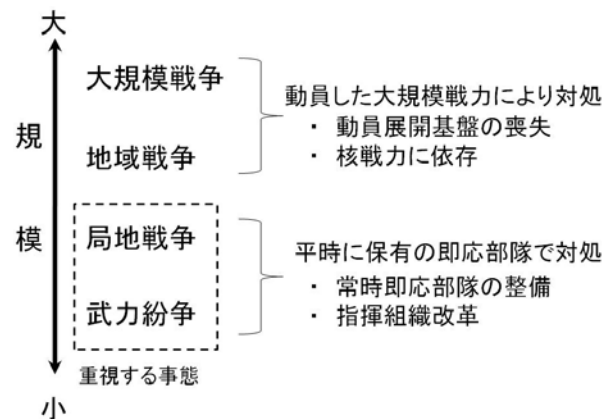 大
規
模
小
大規模戦争
地域戦争
動員した大規模戦力により対処
・ 動員展開基盤の喪失
・ 核戦力に依存
局地戦争
武力紛争
重視する事態
平時に保有の即応部隊で対処
・ 常時即応部隊の整備
・ 指揮組織改革